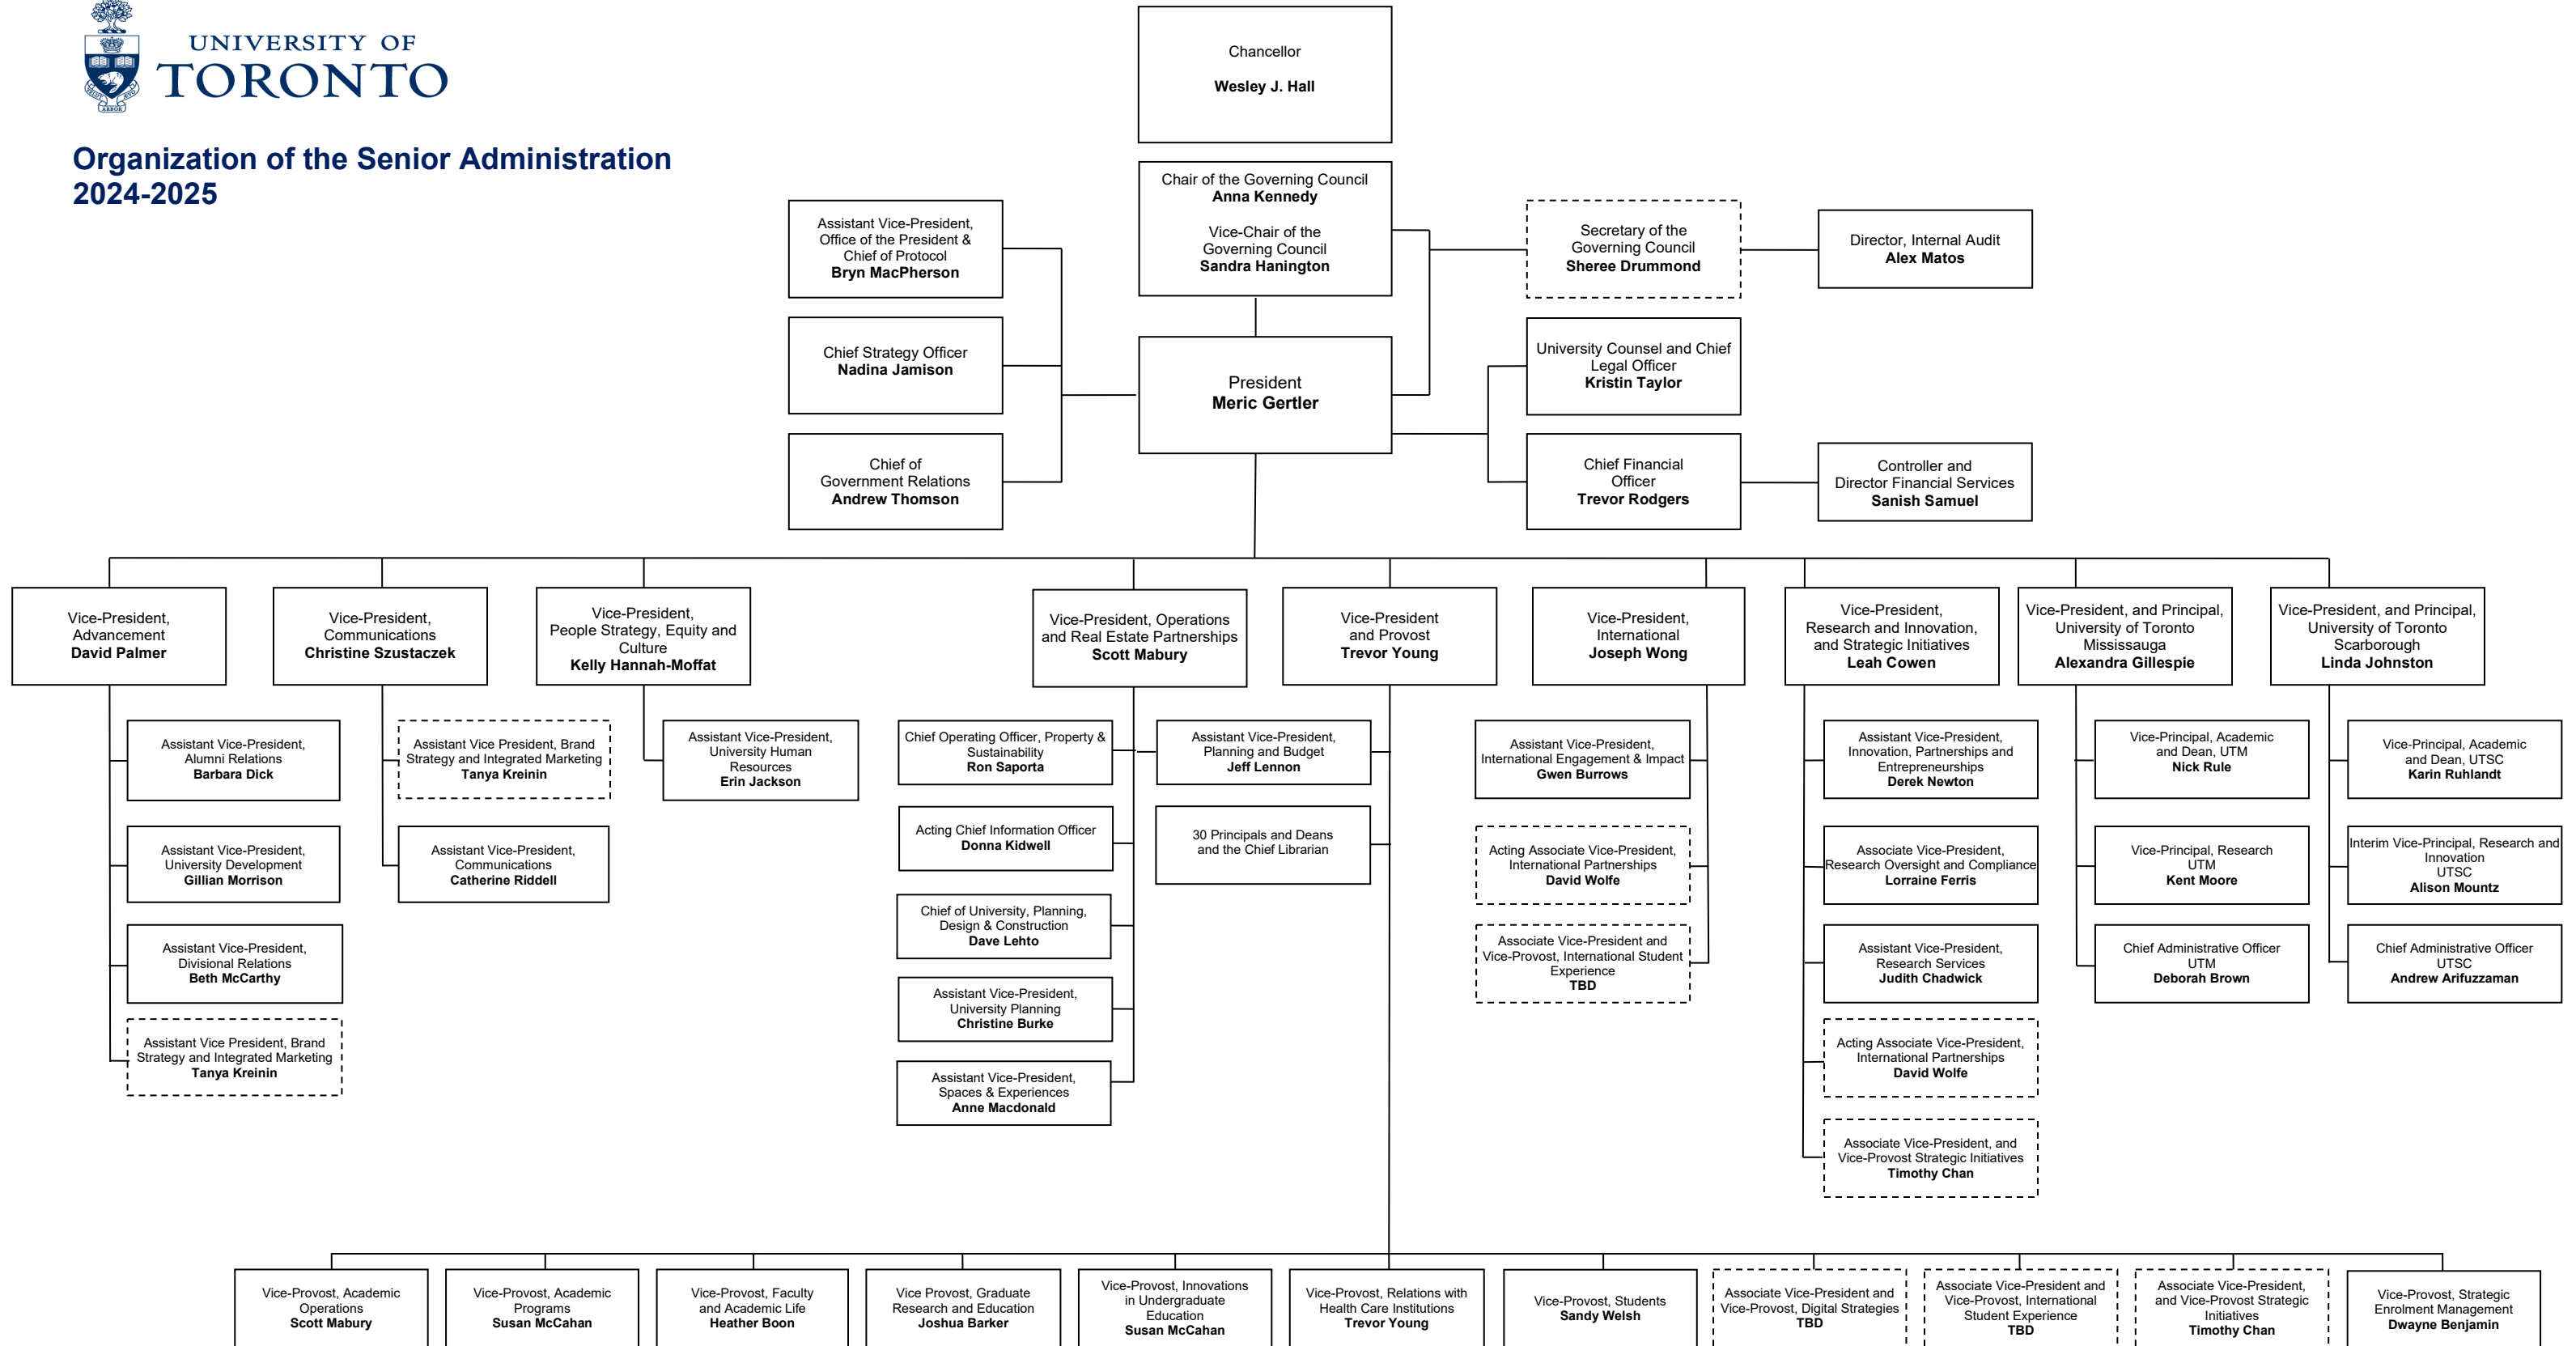 UNIVERSITY OF
TORONTO
ARBOR
Organization of the Senior Administration
2024-2025
Chancellor
Wesley J. Hall
Chair of the Governing Council
Anna Kennedy
Vice-Chair of the
Governing Council
Sandra Hanington
Assistant Vice-President,
Office of the President &
Chief of Protocol
Bryn MacPherson
Secretary of the
Governing Council
Sheree Drummond
Director, Internal Audit
Alex Matos
Chief Strategy Officer
Nadina Jamison
President
Meric Gertler
University Counsel and Chief
Legal Officer
Kristin Taylor
Chief of
Government Relations
Andrew Thomson
Chief Financial
Officer
Trevor Rodgers
Controller and
Director Financial Services
Sanish Samuel
Vice-President,
Advancement
David Palmer
Vice-President,
Communications
Christine Szustaczek
Vice-President,
People Strategy, Equity and
Culture
Kelly Hannah-Moffat
Vice-President, Operations
and Real Estate Partnerships
Scott Mabury
Vice-President
and Provost
Trevor Young
Vice-President,
International
Joseph Wong
Vice-President,
Research and Innovation,
and Strategic Initiatives
Leah Cowen
Vice-President, and Principal,
University of Toronto
Mississauga
Alexandra Gillespie
Vice-President, and Principal,
University of Toronto
Scarborough
Linda Johnston
Assistant Vice-President,
Alumni Relations
Barbara Dick
Assistant Vice-President,
University Development
Gillian Morrison
Assistant Vice-President,
Divisional Relations
Beth McCarthy
Assistant Vice President, Brand
Strategy and Integrated Marketing
Tanya Kreinin
Assistant Vice President, Brand
Strategy and Integrated Marketing
Tanya Kreinin
Assistant Vice-President,
Communications
Catherine Riddell
Assistant Vice-President,
University Human
Resources
Erin Jackson
Chief Operating Officer, Property &
Sustainability
Ron Saporta
Acting Chief Information Officer
Donna Kidwell
Chief of University, Planning,
Design & Construction
Dave Lehto
Assistant Vice-President,
University Planning
Christine Burke
Assistant Vice-President,
Spaces & Experiences
Anne Macdonald
Assistant Vice-President,
Planning and Budget
Jeff Lennon
30 Principals and Deans
and the Chief Librarian
Assistant Vice-President,
International Engagement & Impact
Gwen Burrows
Acting Associate Vice-President,
International Partnerships
David Wolfe
Associate Vice-President and
Vice-Provost, International Student
Experience
TBD
Assistant Vice-President,
Innovation, Partnerships and
Entrepreneurships
Derek Newton
Associate Vice-President,
Research Oversight and Compliance
Lorraine Ferris
Assistant Vice-President,
Research Services
Judith Chadwick
Acting Associate Vice-President,
International Partnerships
David Wolfe
Associate Vice-President, and
Vice-Provost Strategic Initiatives
Timothy Chan
Vice-Principal, Academic
and Dean, UTM
Nick Rule
Vice-Principal, Research
UTM
Kent Moore
Chief Administrative Officer
UTM
Deborah Brown
Vice-Principal, Academic
and Dean, UTSC
Karin Ruhlandt
Interim Vice-Principal, Research and
Innovation
UTSC
Alison Mountz
Chief Administrative Officer
UTSC
Andrew Arifuzzaman
Vice-Provost, Academic
Operations
Scott Mabury
Vice-Provost, Academic
Programs
Susan McCahan
Vice-Provost, Faculty
and Academic Life
Heather Boon
Vice Provost, Graduate
Research and Education
Joshua Barker
Vice-Provost, Innovations
in Undergraduate
Education
Susan McCahan
Vice-Provost, Relations with
Health Care Institutions
Trevor Young
Vice-Provost, Students
Sandy Welsh
Associate Vice-President and
Vice-Provost, Digital Strategies
TBD
Associate Vice-President and
Vice-Provost, International
Student Experience
TBD
Associate Vice-President,
and Vice-Provost Strategic
Initiatives
Timothy Chan
Vice-Provost, Strategic
Enrolment Management
Dwayne Benjamin